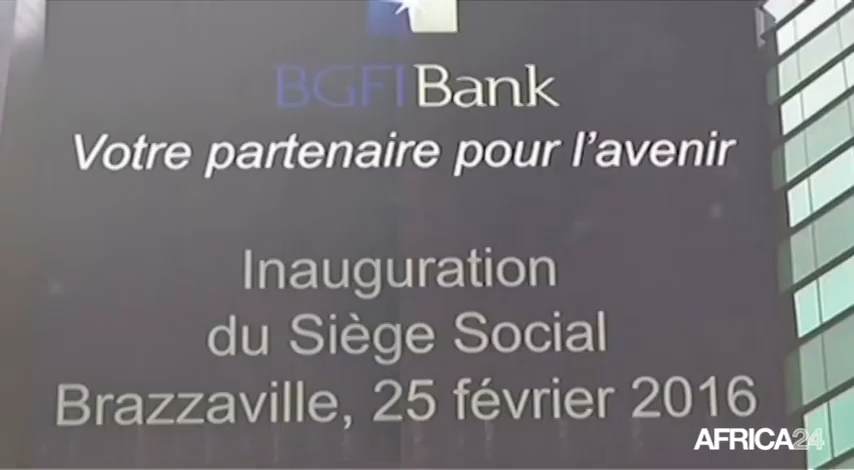 BGFIBank
Votre partenaire pour l'avenir
Inauguration
du Siège Social
Brazzaville, 25 février 2016
AFRICA24